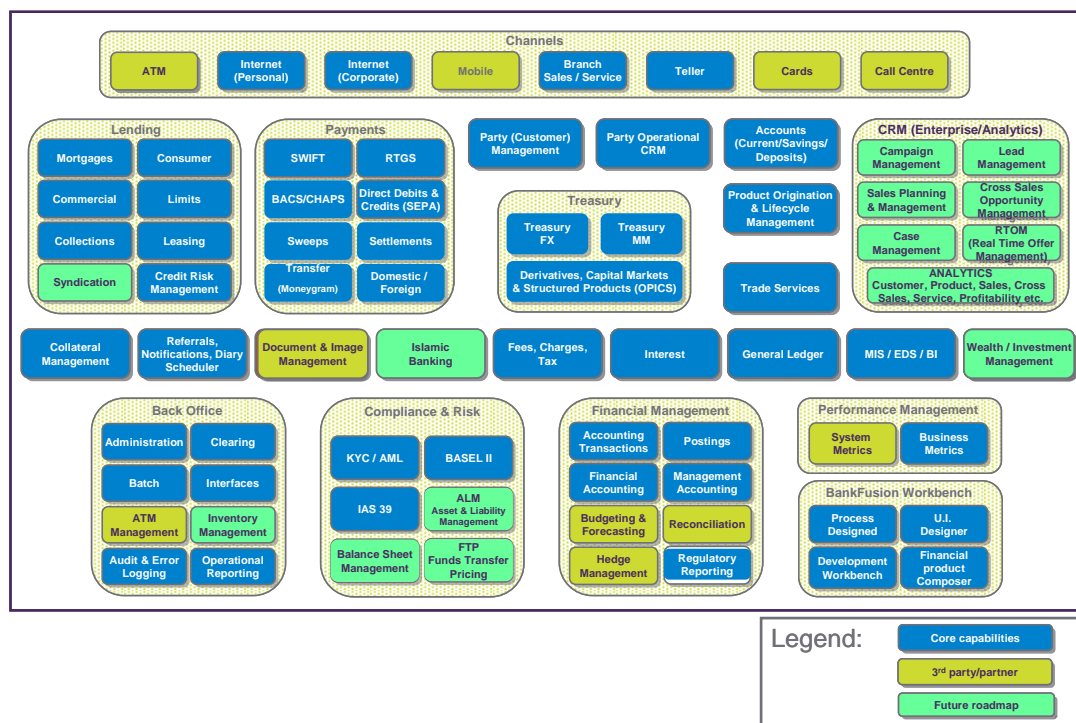 Channels
ATM
Internet
(Personal)
Internet
(Corporate)
Mobile
Branch
Sales / Service
Teller
Cards
Call Centre
Lending
Mortgages
Consumer
Commercial
Limits
Collections
Leasing
Syndication
Credit Risk
Management
Payments
SWIFT
RTGS
BACS/CHAPS
Direct Debits &
Credits (SEPA)
Sweeps
Settlements
Transfer
(Moneygram)
Domestic /
Foreign
Party (Customer)
Management
Party Operational
CRM
Accounts
(Current/Savings/
Deposits)
Treasury
Treasury
FX
Treasury
MM
Derivatives, Capital Markets
& Structured Products (OPICS)
Product Origination
& Lifecycle
Management
Trade Services
CRM (Enterprise/Analytics)
Campaign
Management
Lead
Management
Sales Planning
& Management
Cross Sales
Opportunity
Management
Case
Management
RTOM
(Real Time Offer
Management)
ANALYTICS
Customer, Product, Sales, Cross
Sales, Service, Profitability etc.
Collateral
Management
Referrals,
Notifications, Diary
Scheduler
Document & Image
Management
Islamic
Banking
Fees, Charges,
Tax
Interest
General Ledger
MIS / EDS / BI
Wealth / Investment
Management
Back Office
Administration
Clearing
Batch
Interfaces
ATM
Management
Inventory
Management
Audit & Error
Logging
Operational
Reporting
Compliance & Risk
KYC / AML
BASEL II
IAS 39
ALM
Asset & Liability
Management
Balance Sheet
Management
FTP
Funds Transfer
Pricing
Financial Management
Accounting
Transactions
Postings
Financial
Accounting
Management
Accounting
Budgeting &
Forecasting
Reconciliation
Hedge
Management
Regulatory
Reporting
Performance Management
System
Metrics
Business
Metrics
BankFusion Workbench
Process
Designed
U.I.
Designer
Development
Workbench
Financial
product
Composer
Legend:
Core capabilities
3rd party/partner
Future roadmap